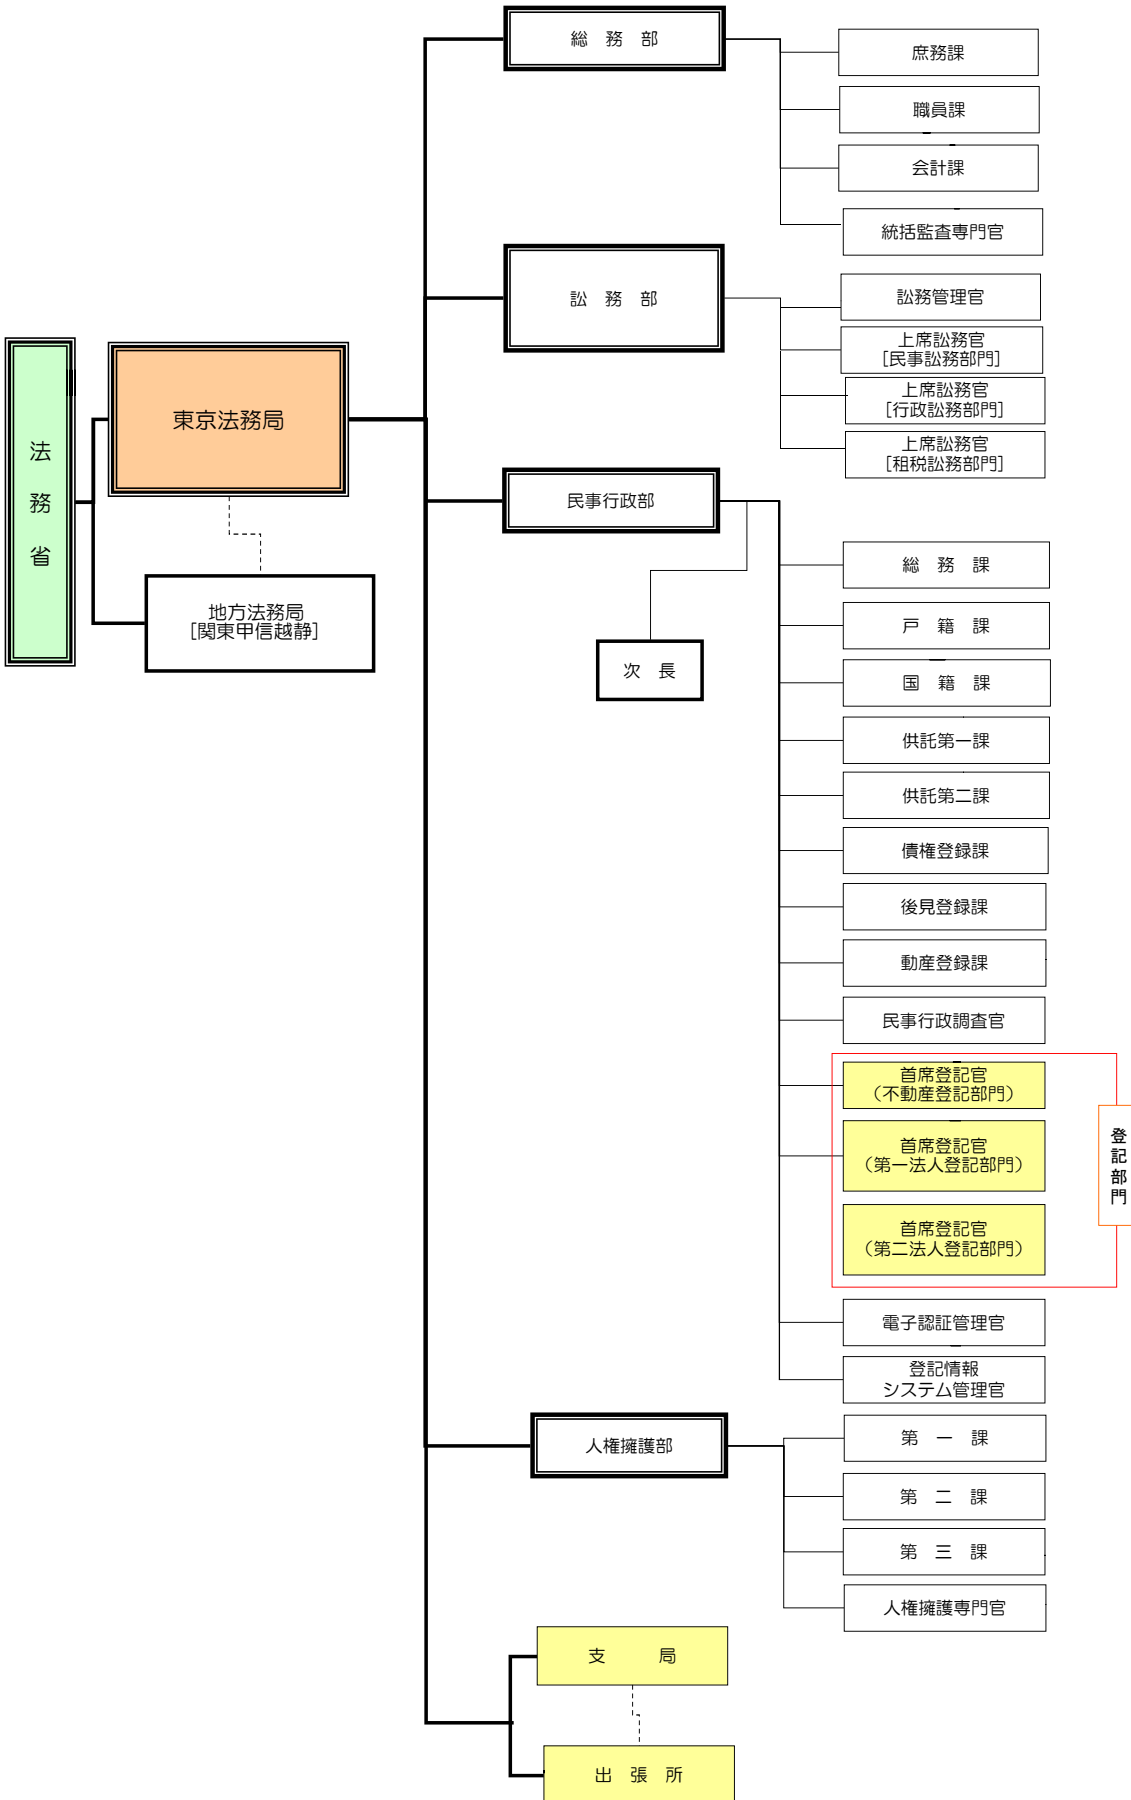 法務省
東京法務局
地方法務局
[関東甲信越静]
総　務　部
庶務課
職員課
会計課
統括監査専門官
訟　務　部
訟務管理官
上席訟務官
[民事訟務部門]
上席訟務官
[行政訟務部門]
上席訟務官
[租税訟務部門]
民事行政部
次　長
総　務　課
戸　籍　課
国　籍　課
供託第一課
供託第二課
債権登録課
後見登録課
動産登録課
民事行政調査官
首席登記官
（不動産登記部門）
首席登記官
（第一法人登記部門）
首席登記官
（第二法人登記部門）
登記部門
電子認証管理官
登記情報
システム管理官
人権擁護部
第　一　課
第　二　課
第　三　課
人権擁護専門官
支　　　局
出　張　所